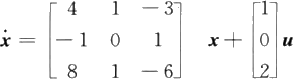 ẋ = [4 1 −3; −1 0 1; 8 1 −6] x + [1; 0; 2] u